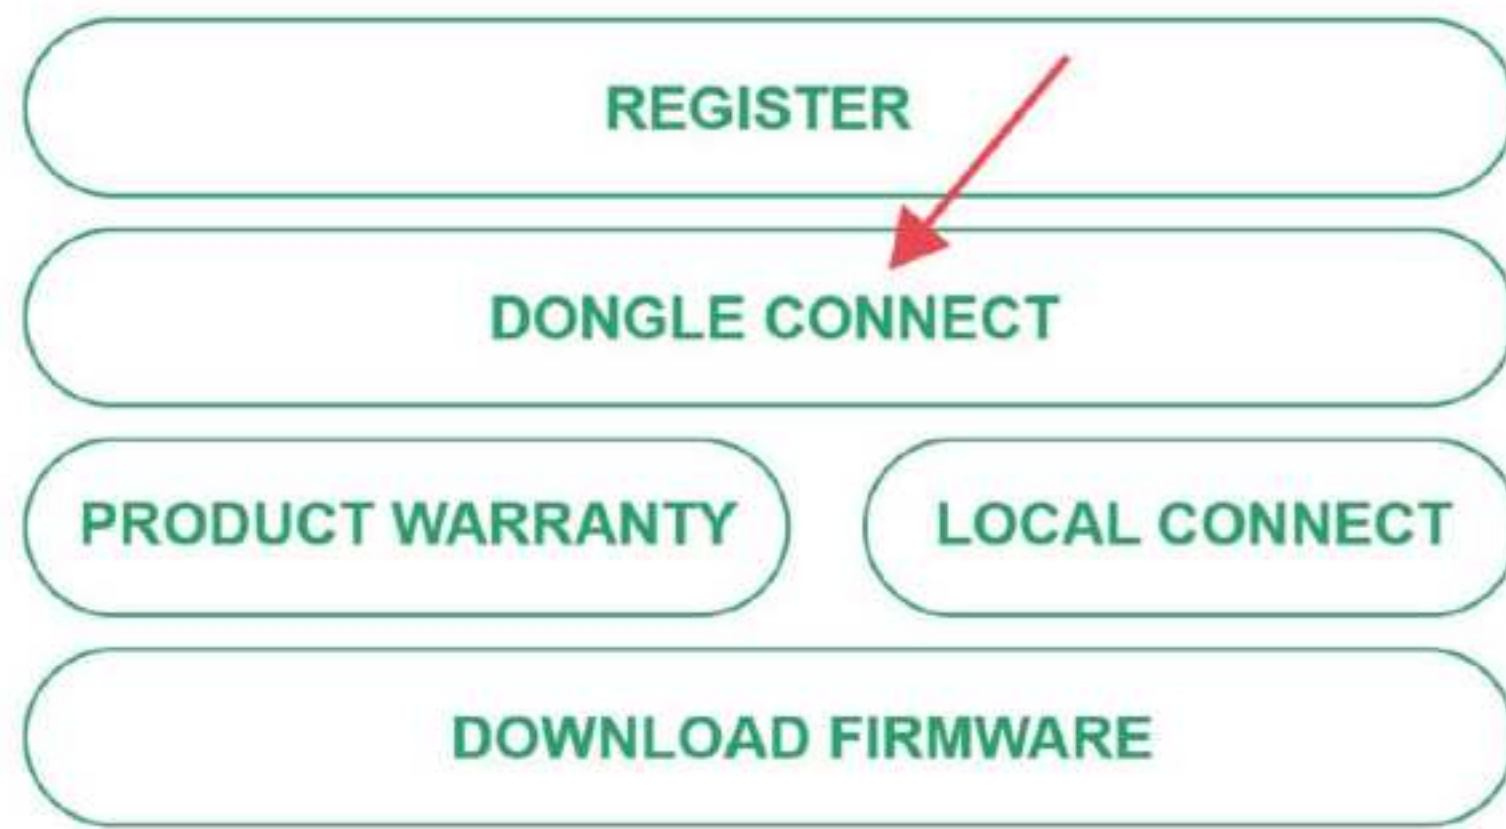 REGISTER
DONGLE CONNECT
PRODUCT WARRANTY
LOCAL CONNECT
DOWNLOAD FIRMWARE